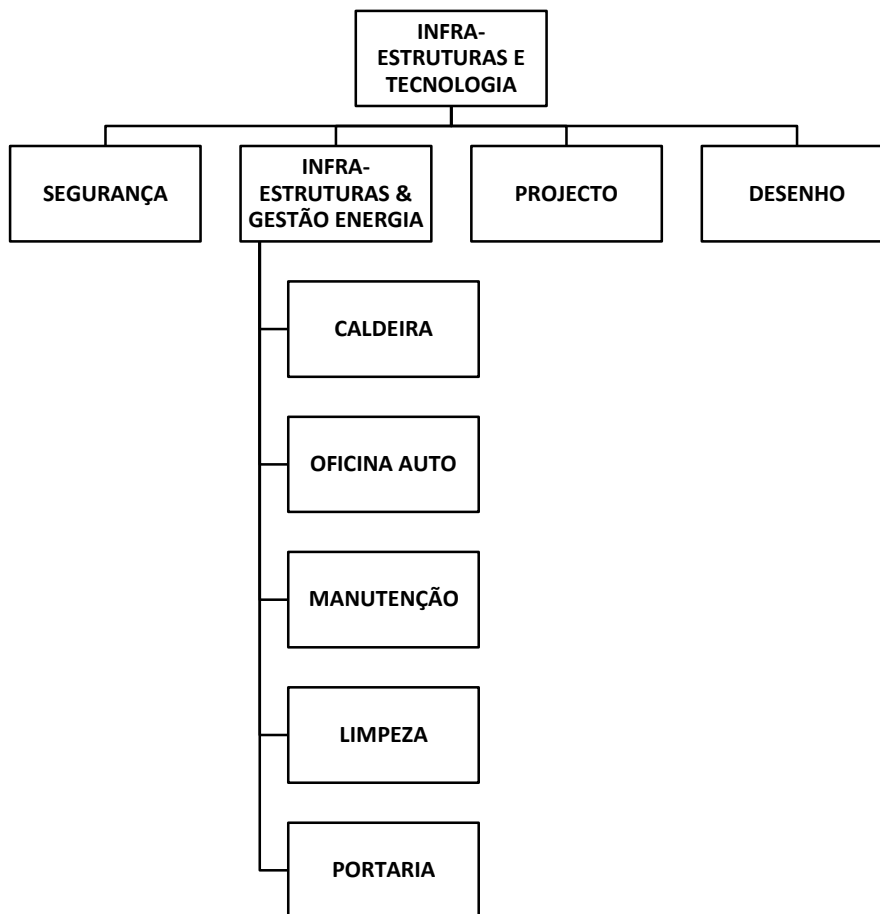 INFRA-
ESTRUTURAS E
TECNOLOGIA
SEGURANÇA
INFRA-
ESTRUTURAS &
GESTÃO ENERGIA
PROJECTO
DESENHO
CALDEIRA
OFICINA AUTO
MANUTENÇÃO
LIMPEZA
PORTARIA